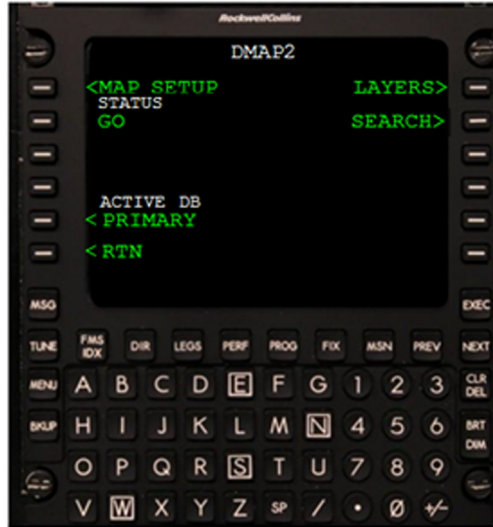 RockwellCollins
DMAP2
<MAP SETUP LAYERS>
STATUS
GO SEARCH>
ACTIVE DB
<PRIMARY
<RTN
MSG EXEC
TUNE FMS IDX DIR LEGS PERF PROG FIX MSN PREV NEXT
MENU A B C D E F G 1 2 3 CLR DEL
BKUP H I J K L M N 4 5 6 BRT DIM
O P Q R S T U 7 8 9
V W X Y Z SP / . Ø +/-